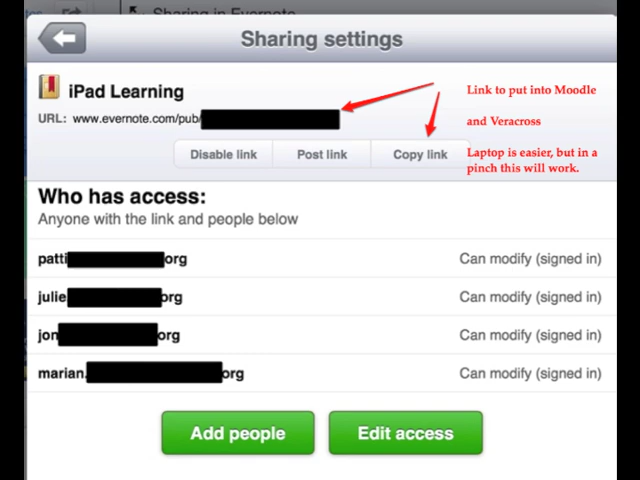 Sharing in Evernote
Sharing settings
iPad Learning
URL: www.evernote.com/pub/
Link to put into Moodle
and Veracross
Laptop is easier, but in a
pinch this will work.
Disable link Post link Copy link
Who has access:
Anyone with the link and people below
patti org Can modify (signed in)
julie org Can modify (signed in)
jon org Can modify (signed in)
marian. org Can modify (signed in)
Add people Edit access